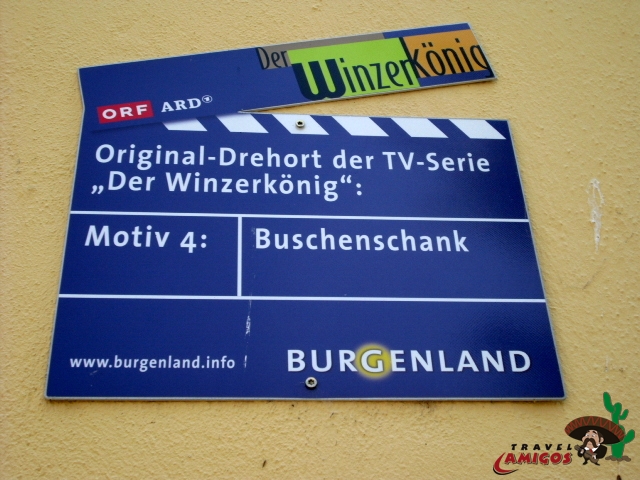 Der Winzerkönig
ORF ARD
Original-Drehort der TV-Serie
„Der Winzerkönig“:
Motiv 4: Buschenschank
www.burgenland.info BURGENLAND
TRAVEL
AMIGOS